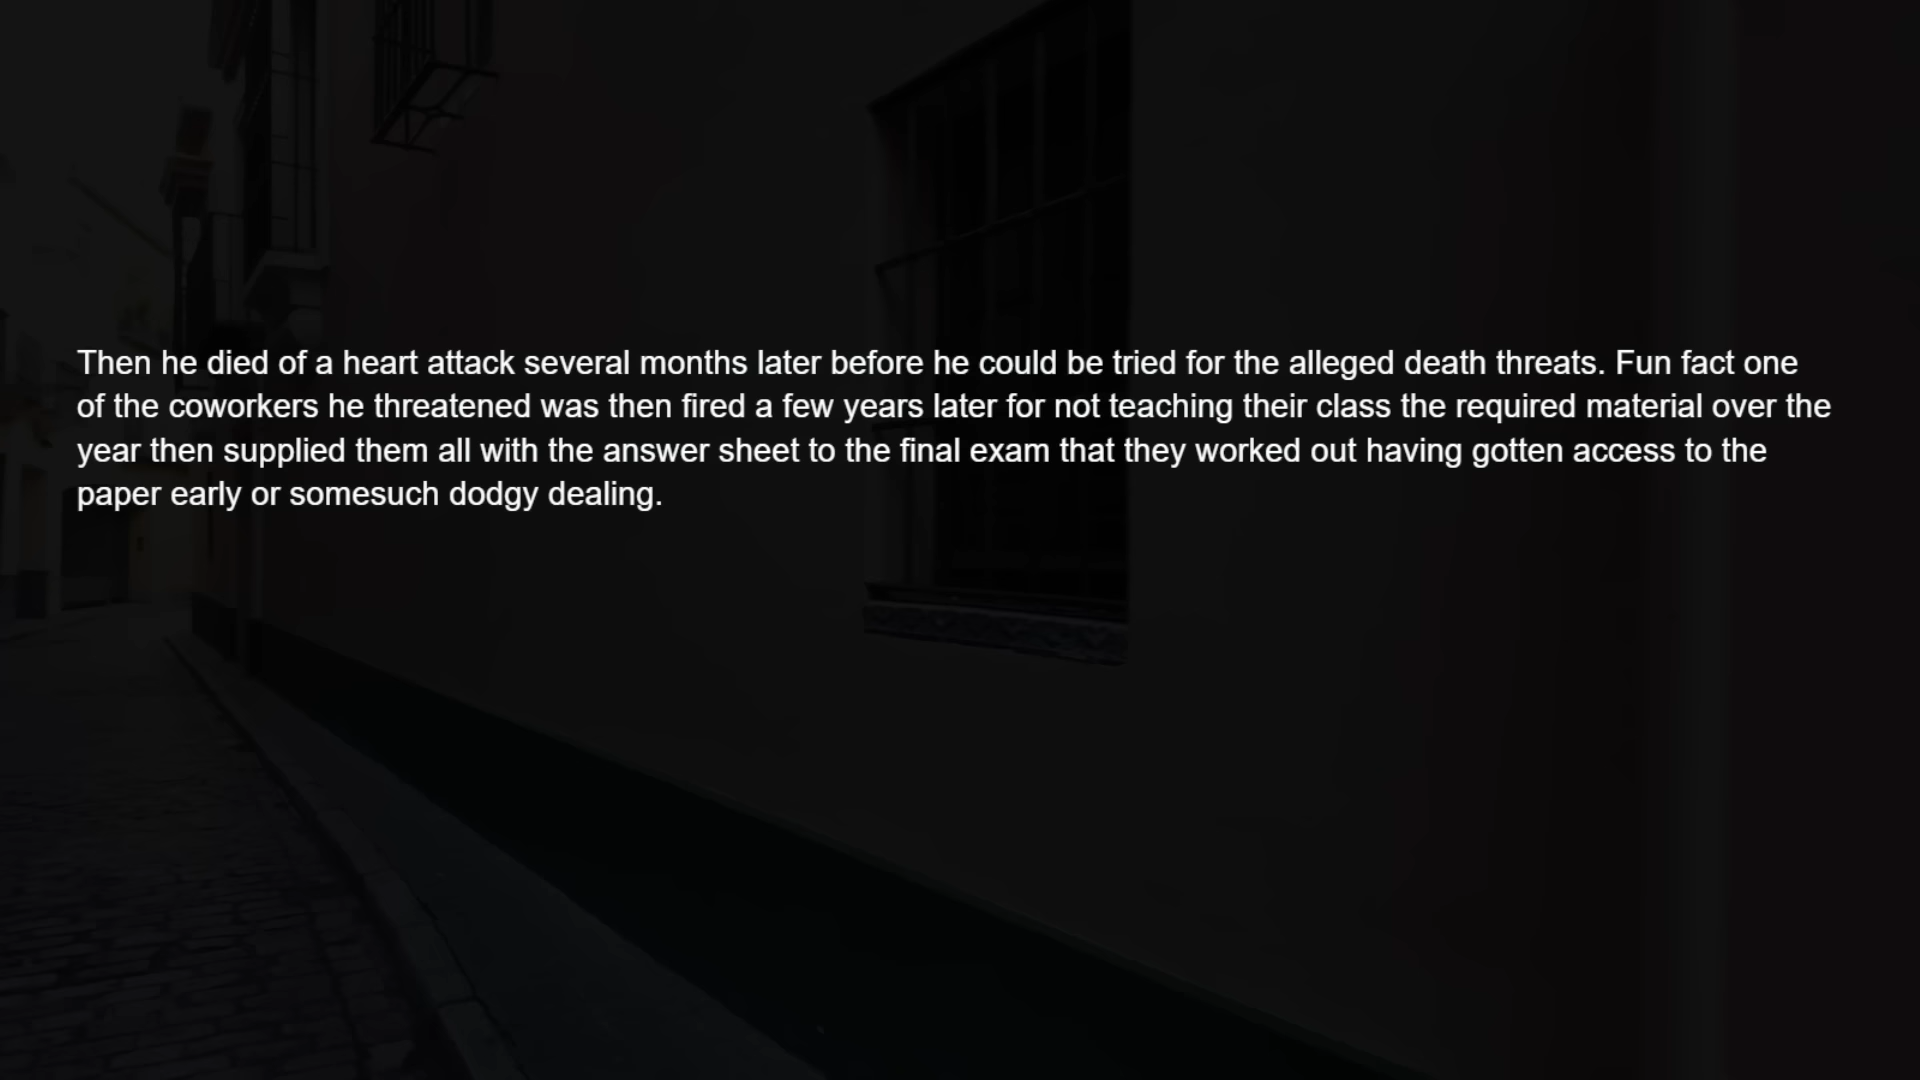 Then he died of a heart attack several months later before he could be tried for the alleged death threats. Fun fact one
of the coworkers he threatened was then fired a few years later for not teaching their class the required material over the
year then supplied them all with the answer sheet to the final exam that they worked out having gotten access to the
paper early or somesuch dodgy dealing.